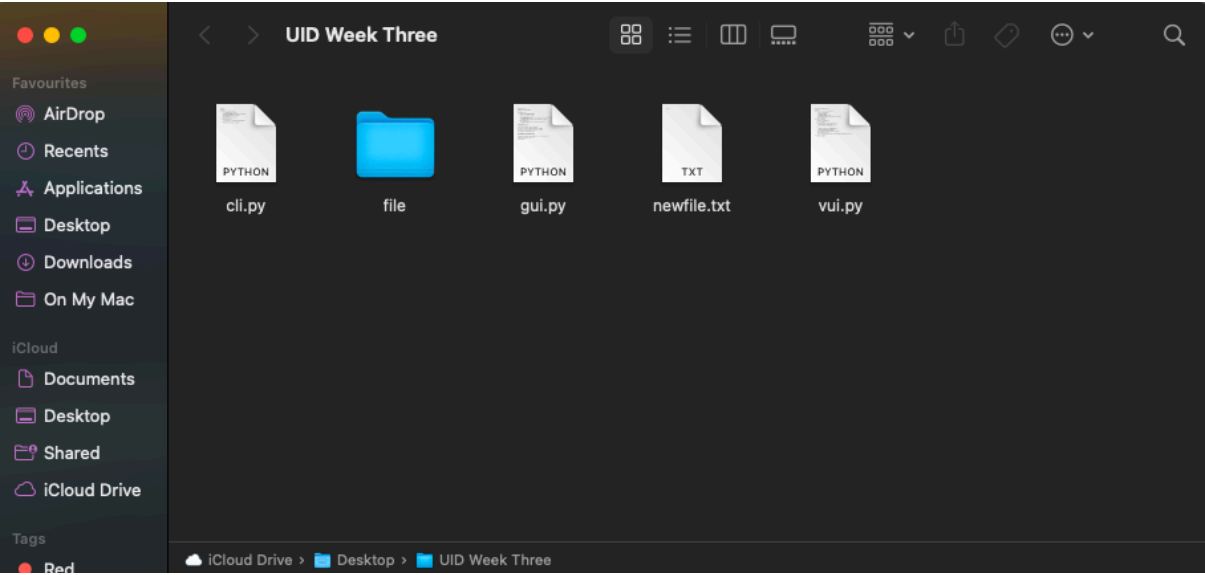 UID Week Three
Favourites
AirDrop
Recents
Applications
Desktop
Downloads
On My Mac
iCloud
Documents
Desktop
Shared
iCloud Drive
Tags
Red
PYTHON
cli.py
file
PYTHON
gui.py
TXT
newfile.txt
PYTHON
vui.py
iCloud Drive › Desktop › UID Week Three